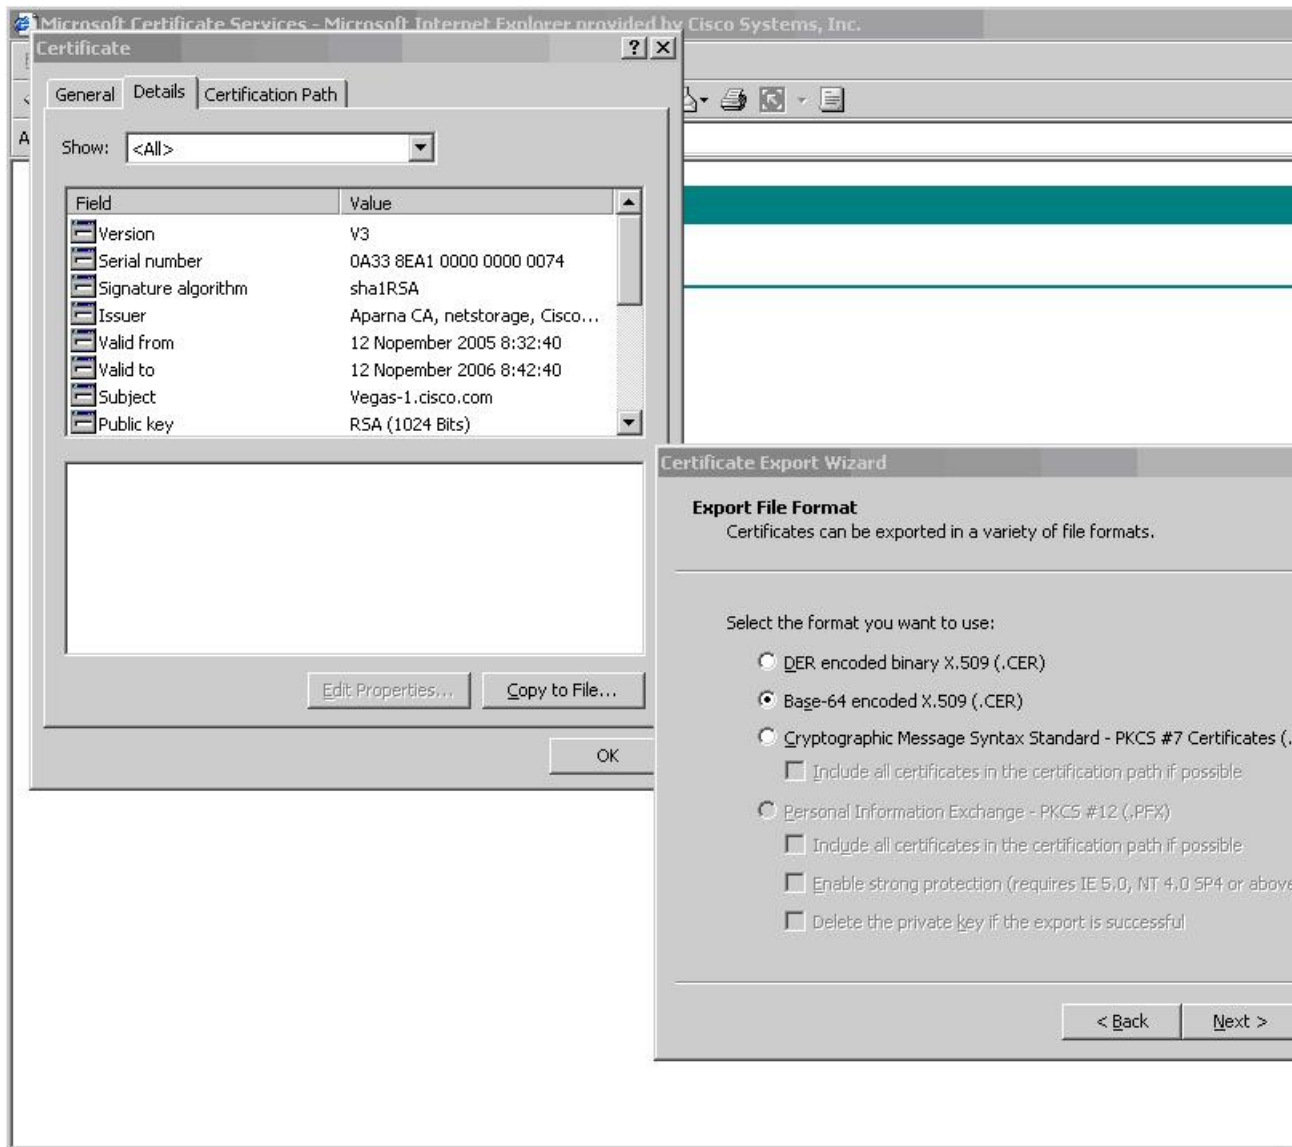 Microsoft Certificate Services - Microsoft Internet Explorer provided by Cisco Systems, Inc.
Certificate
General Details Certification Path
A
Show: <All>
Field Value
Version V3
Serial number 0A33 8EA1 0000 0000 0074
Signature algorithm sha1RSA
Issuer Aparna CA, netstorage, Cisco...
Valid from 12 Nopember 2005 8:32:40
Valid to 12 Nopember 2006 8:42:40
Subject Vegas-1.cisco.com
Public key RSA (1024 Bits)
Edit Properties... Copy to File...
OK
Certificate Export Wizard
Export File Format
Certificates can be exported in a variety of file formats.
Select the format you want to use:
DER encoded binary X.509 (.CER)
Base-64 encoded X.509 (.CER)
Cryptographic Message Syntax Standard - PKCS #7 Certificates (.
Include all certificates in the certification path if possible
Personal Information Exchange - PKCS #12 (.PFX)
Include all certificates in the certification path if possible
Enable strong protection (requires IE 5.0, NT 4.0 SP4 or above
Delete the private key if the export is successful
< Back Next >